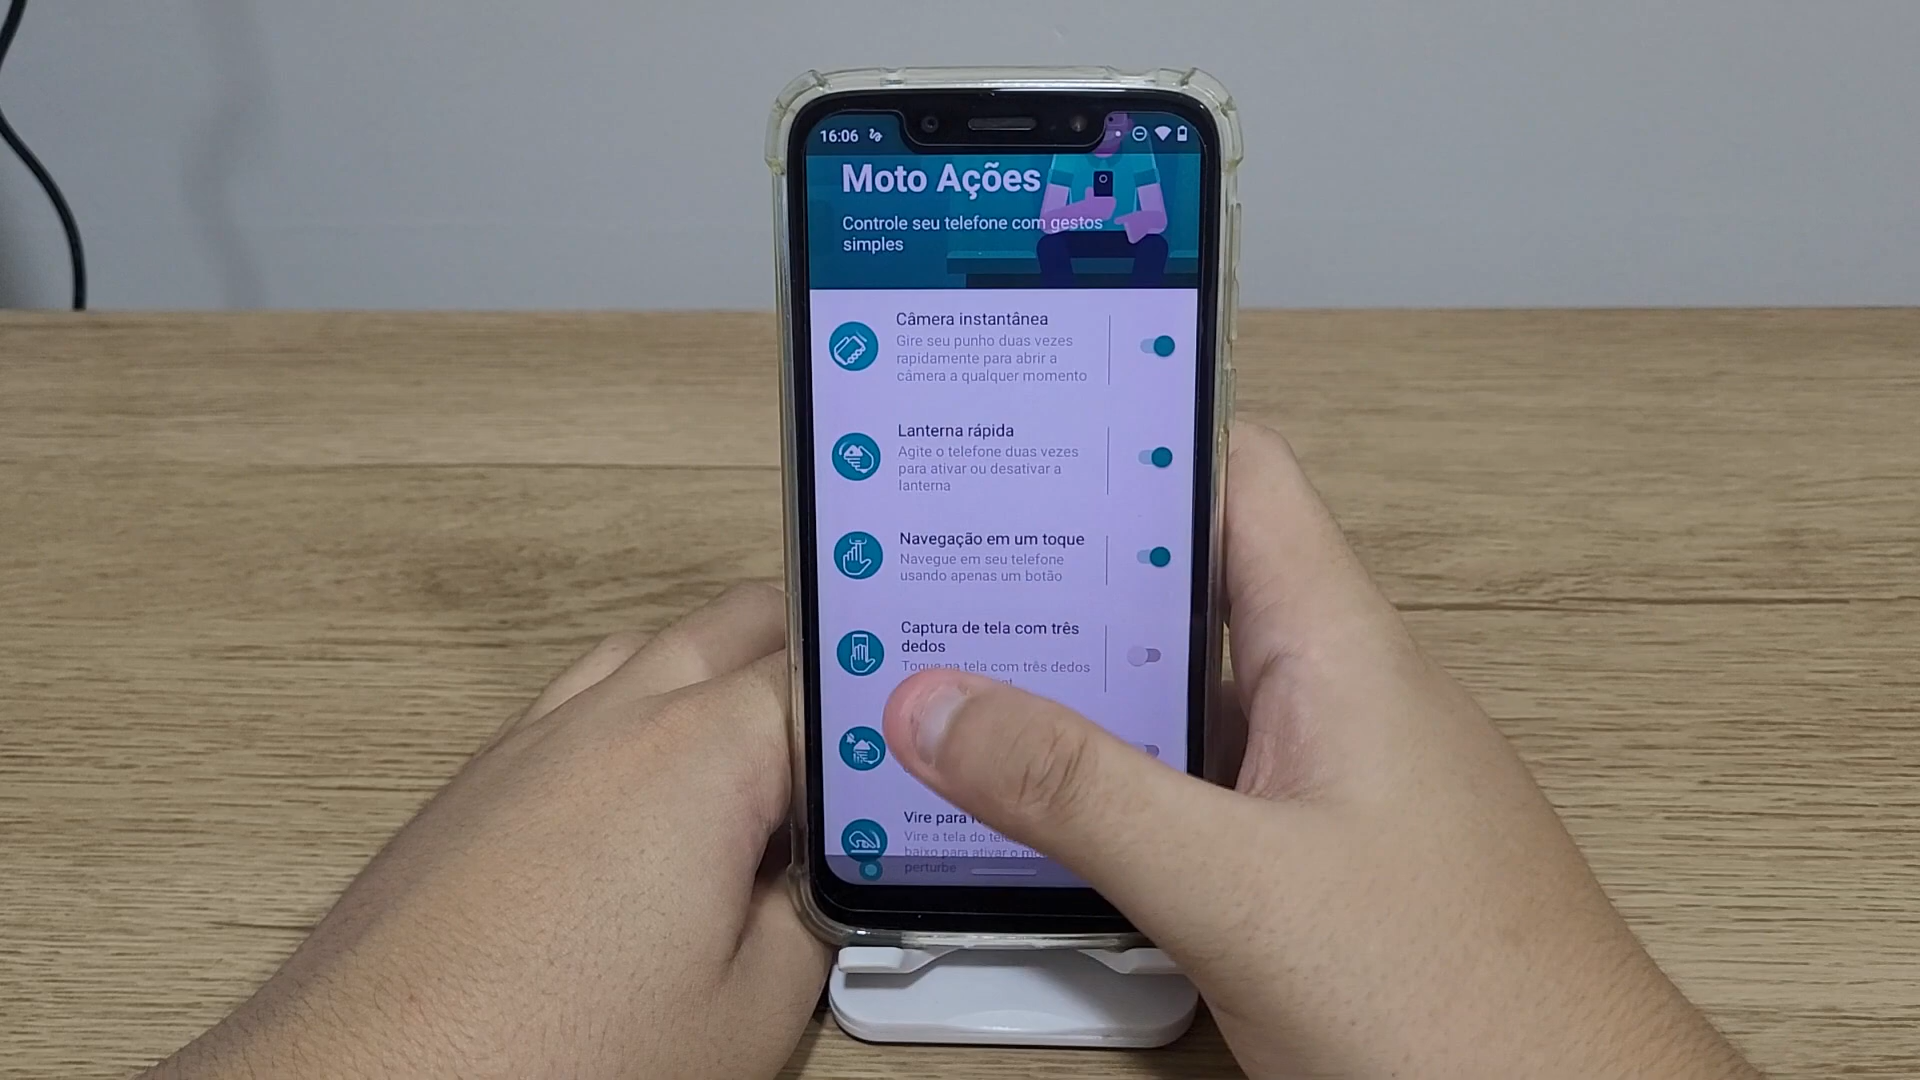 16:06
Moto Ações
Controle seu telefone com gestos
simples
Câmera instantânea
Gire seu punho duas vezes
rapidamente para abrir a
câmera a qualquer momento
Lanterna rápida
Agite o telefone duas vezes
para ativar ou desativar a
lanterna
Navegação em um toque
Navegue em seu telefone
usando apenas um botão
Captura de tela com três
dedos
Toque na tela com três dedos
Vire para
Vire a tela do
baixo para ativar o
perturbe